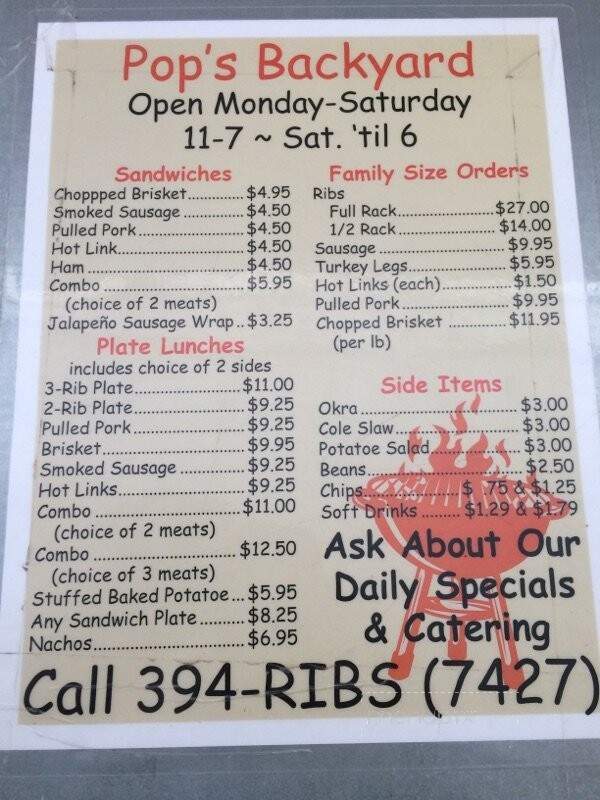 Pop's Backyard
Open Monday-Saturday
11-7 ~ Sat. 'til 6
Sandwiches
Choppped Brisket.............. $4.95
Smoked Sausage .............. $4.50
Pulled Pork....................... $4.50
Hot Link........................... $4.50
Ham ................................ $4.50
Combo ............................. $5.95
(choice of 2 meats)
Jalapeño Sausage Wrap.. $3.25
Plate Lunches
includes choice of 2 sides
3-Rib Plate....................... $11.00
2-Rib Plate....................... $9.25
Pulled Pork....................... $9.25
Brisket............................. $9.95
Smoked Sausage .............. $9.25
Hot Links.......................... $9.25
Combo ............................. $11.00
(choice of 2 meats)
Combo ............................. $12.50
(choice of 3 meats)
Stuffed Baked Potatoe... $5.95
Any Sandwich Plate.......... $8.25
Nachos............................. $6.95
Family Size Orders
Ribs
Full Rack..................... $27.00
1/2 Rack..................... $14.00
Sausage........................... $9.95
Turkey Legs..................... $5.95
Hot Links (each).............. $1.50
Pulled Pork....................... $9.95
Chopped Brisket ............. $11.95
(per lb)
Side Items
Okra ................................ $3.00
Cole Slaw......................... $3.00
Potatoe Salad.................. $3.00
Beans............................... $2.50
Chips..................... $ .75 & $1.25
Soft Drinks ......... $1.29 & $1.79
Ask About Our
Daily Specials
& Catering
Call 394-RIBS (7427)